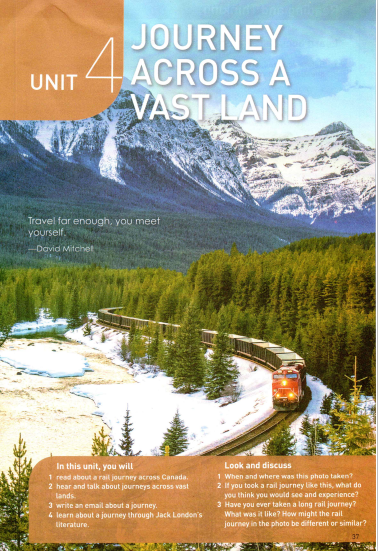 UNIT 4
JOURNEY
ACROSS A
VAST LAND
Travel far enough, you meet
yourself.
—David Mitchell
In this unit, you will
1 read about a rail journey across Canada.
2 hear and talk about journeys across vast
lands.
3 write an email about a journey.
4 learn about a journey through Jack London's
literature.
Look and discuss
1 When and where was this photo taken?
2 If you took a rail journey like this, what do
you think you would see and experience?
3 Have you ever taken a long rail journey?
What was it like? How might the rail
journey in the photo be different or similar?
37